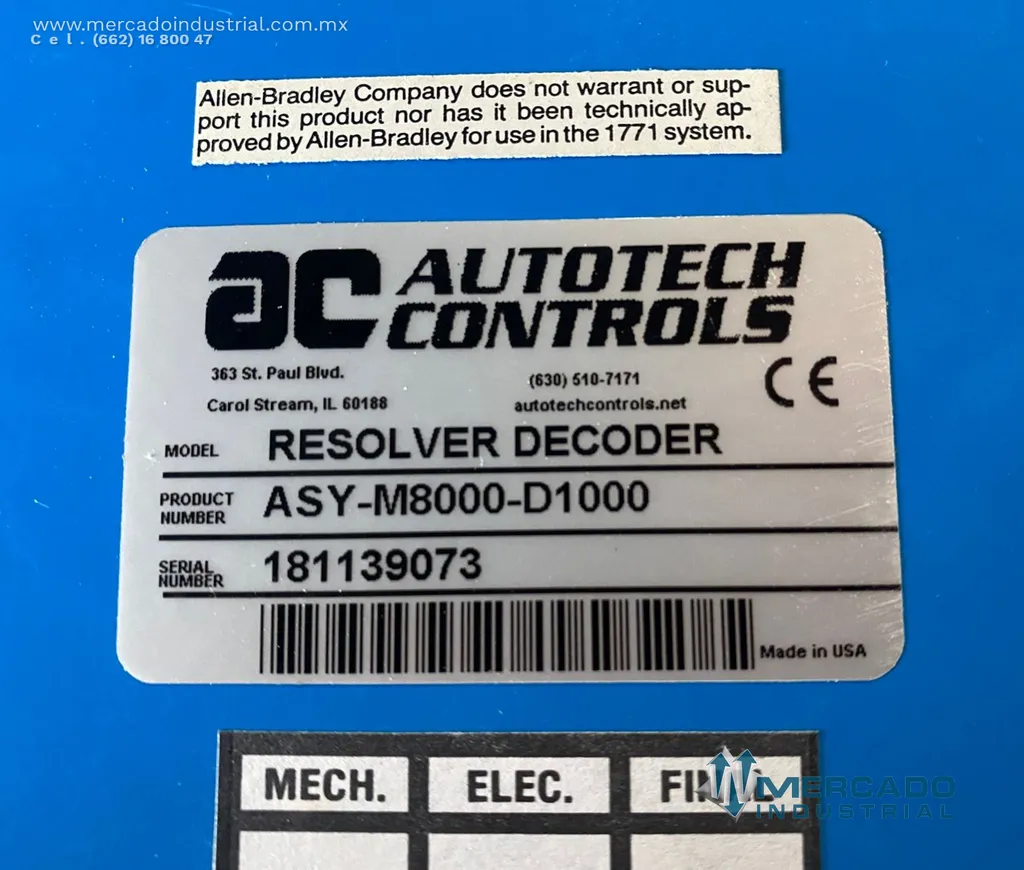 www.mercadoindustrial.com.mx
Cel. (662) 16 800 47
Allen-Bradley Company does not warrant or sup-
port this product nor has it been technically ap-
proved by Allen-Bradley for use in the 1771 system.
ac AUTOTECH
CONTROLS
363 St. Paul Blvd. (630) 510-7171
Carol Stream, IL 60188 autotechcontrols.net
CE
MODEL RESOLVER DECODER
PRODUCT
NUMBER ASY-M8000-D1000
SERIAL
NUMBER 181139073
Made in USA
MECH. ELEC. FINAL
MERCADO
INDUSTRIAL